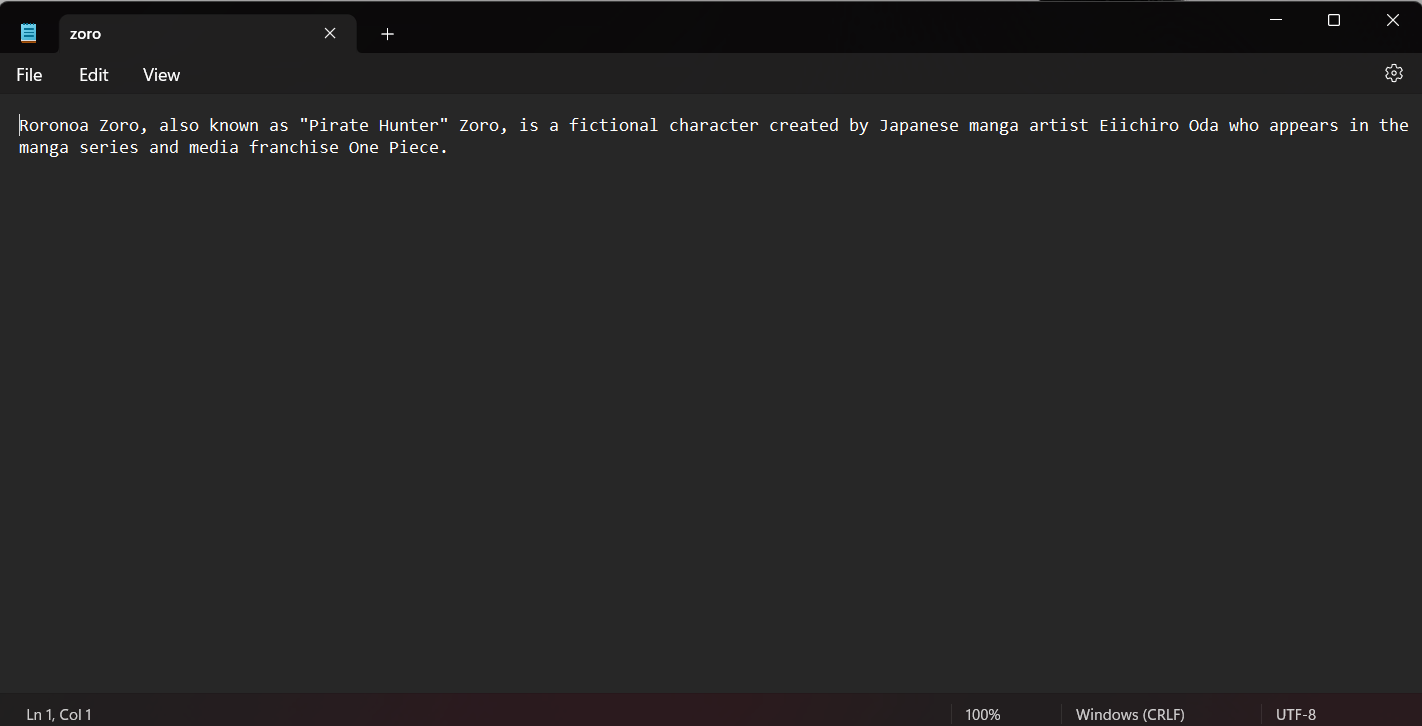 zoro
File Edit View
Roronoa Zoro, also known as "Pirate Hunter" Zoro, is a fictional character created by Japanese manga artist Eiichiro Oda who appears in the
manga series and media franchise One Piece.
Ln 1, Col 1 100% Windows (CRLF) UTF-8